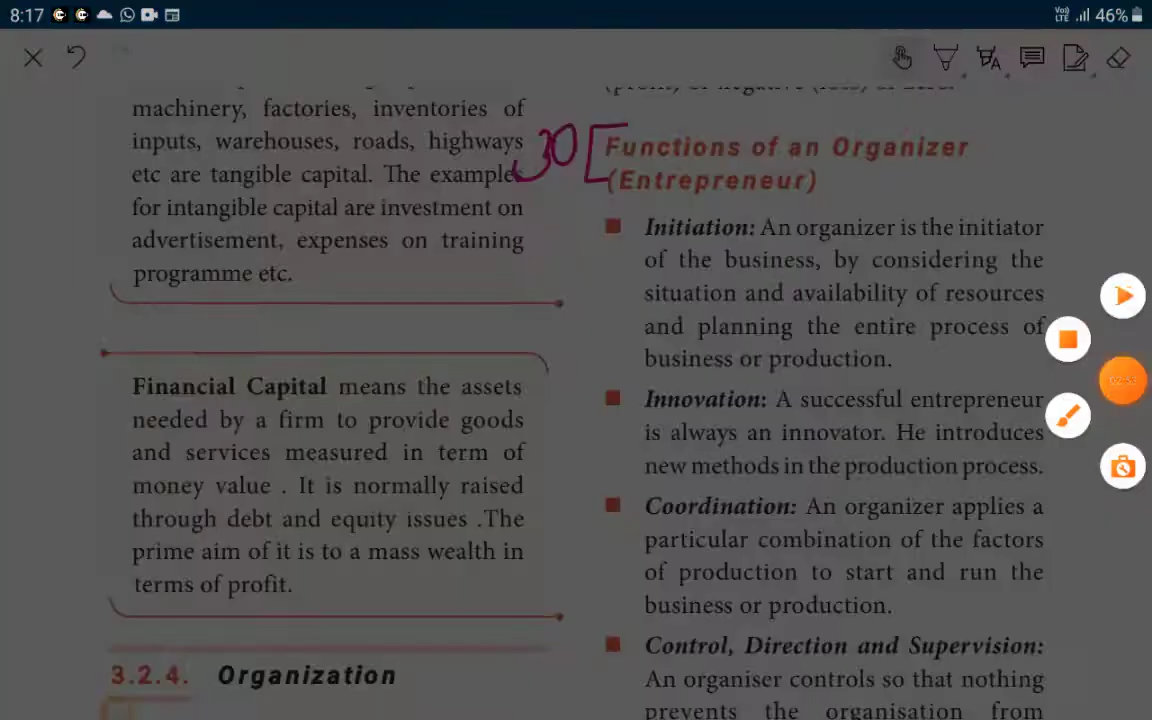 8:17
46%
machinery, factories, inventories of
inputs, warehouses, roads, highways
etc are tangible capital. The examples
for intangible capital are investment on
advertisement, expenses on training
programme etc.
Financial Capital means the assets
needed by a firm to provide goods
and services measured in term of
money value . It is normally raised
through debt and equity issues .The
prime aim of it is to a mass wealth in
terms of profit.
3.2.4. Organization
30
Functions of an Organizer
(Entrepreneur)
Initiation: An organizer is the initiator
of the business, by considering the
situation and availability of resources
and planning the entire process of
business or production.
Innovation: A successful entrepreneur
is always an innovator. He introduces
new methods in the production process.
Coordination: An organizer applies a
particular combination of the factors
of production to start and run the
business or production.
Control, Direction and Supervision:
An organiser controls so that nothing
prevents the organisation from